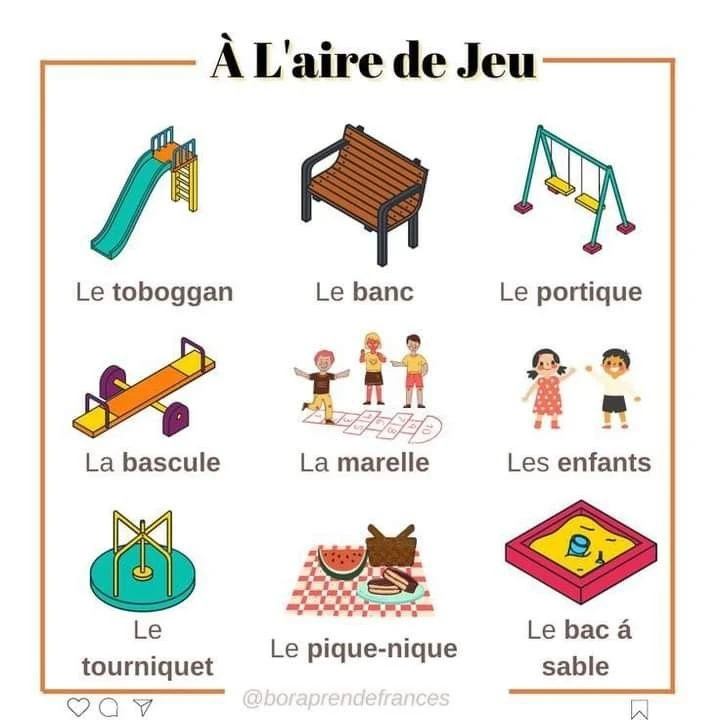 À L'aire de Jeu
Le toboggan
Le banc
Le portique
La bascule
La marelle
Les enfants
Le
tourniquet
Le pique-nique
Le bac á
sable
@boraprendefrances